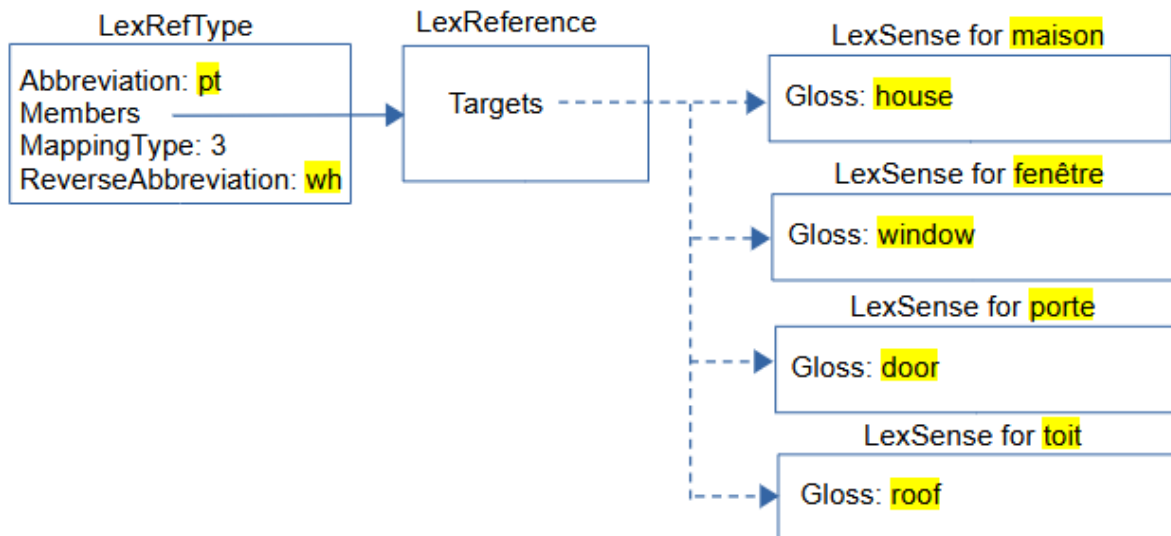 LexRefType
Abbreviation: pt
Members
MappingType: 3
ReverseAbbreviation: wh
LexReference
Targets
LexSense for maison
Gloss: house
LexSense for fenêtre
Gloss: window
LexSense for porte
Gloss: door
LexSense for toit
Gloss: roof